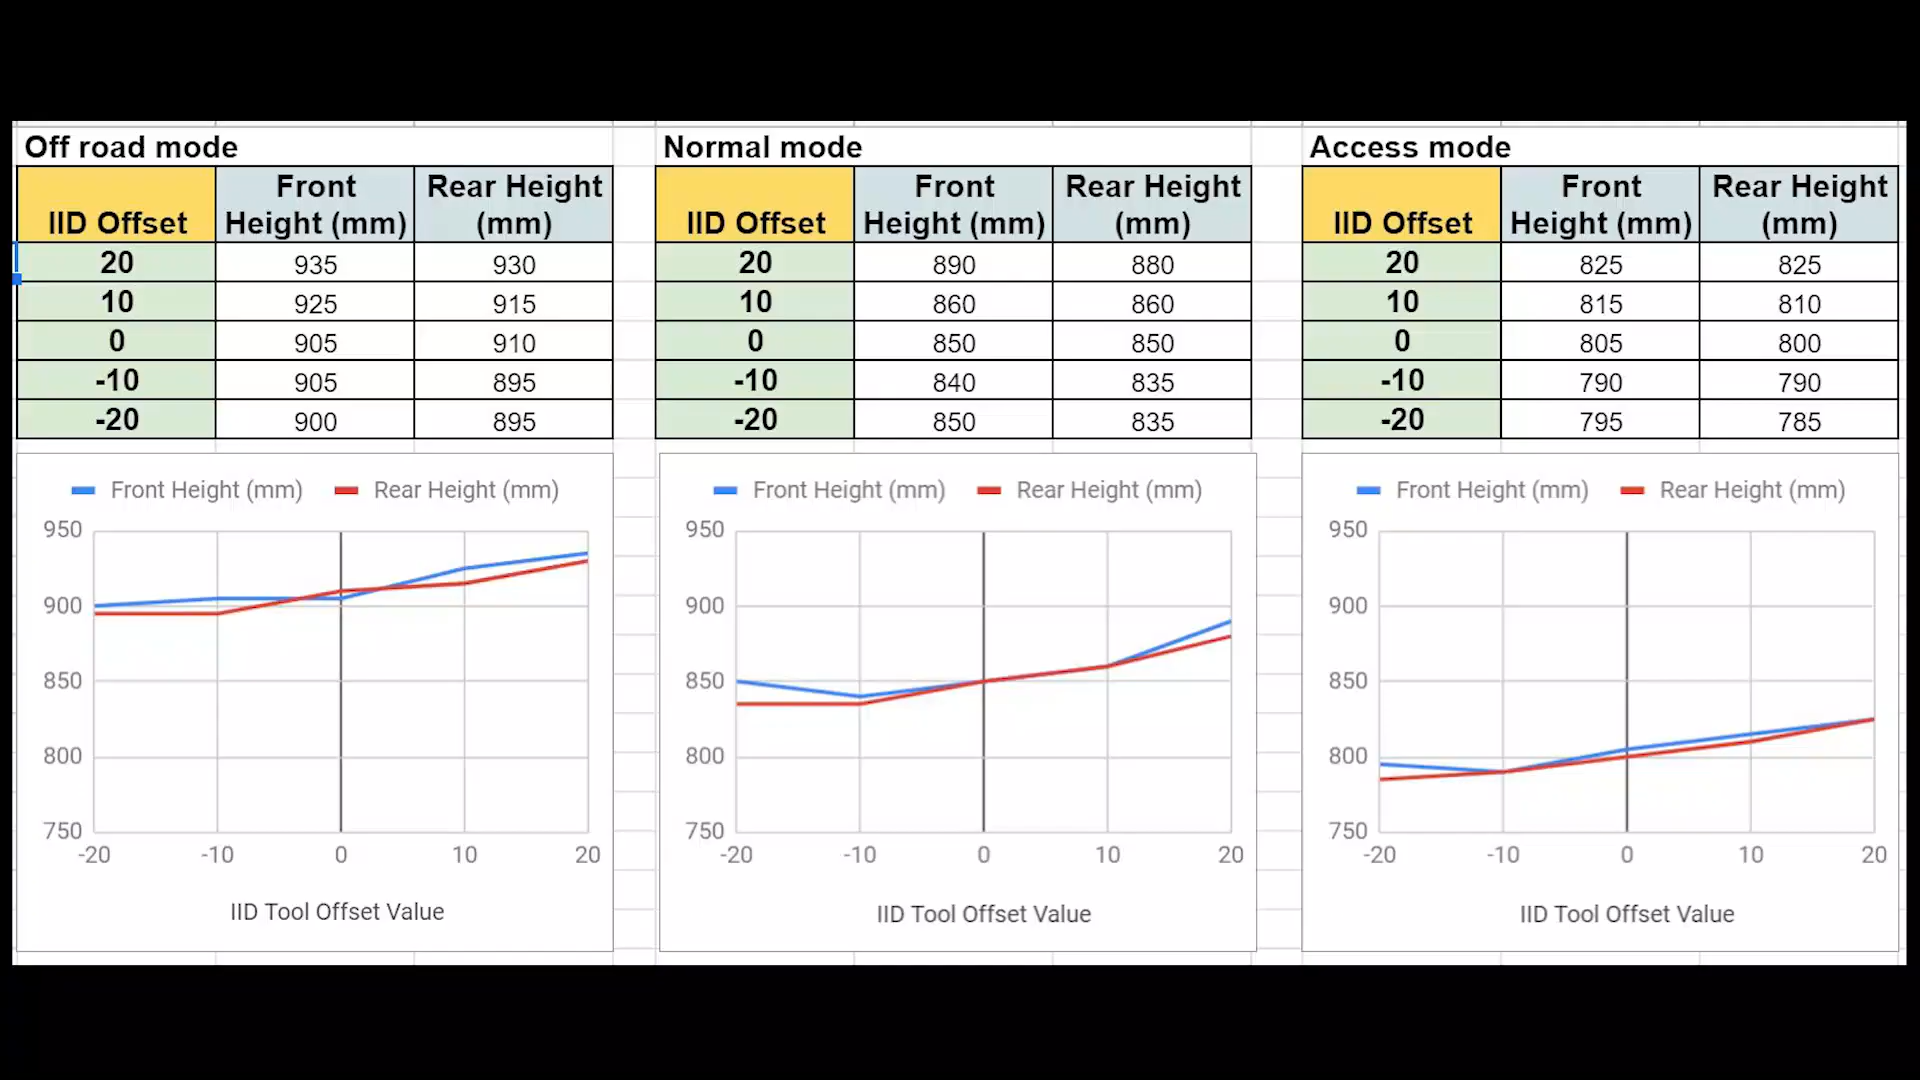 Off road mode
IID Offset Front Height (mm) Rear Height (mm)
20 935 930
10 925 915
0 905 910
-10 905 895
-20 900 895
Normal mode
IID Offset Front Height (mm) Rear Height (mm)
20 890 880
10 860 860
0 850 850
-10 840 835
-20 850 835
Access mode
IID Offset Front Height (mm) Rear Height (mm)
20 825 825
10 815 810
0 805 800
-10 790 790
-20 795 785
Front Height (mm) Rear Height (mm)
950
900
850
800
750
-20 -10 0 10 20
IID Tool Offset Value
Front Height (mm) Rear Height (mm)
950
900
850
800
750
-20 -10 0 10 20
IID Tool Offset Value
Front Height (mm) Rear Height (mm)
950
900
850
800
750
-20 -10 0 10 20
IID Tool Offset Value